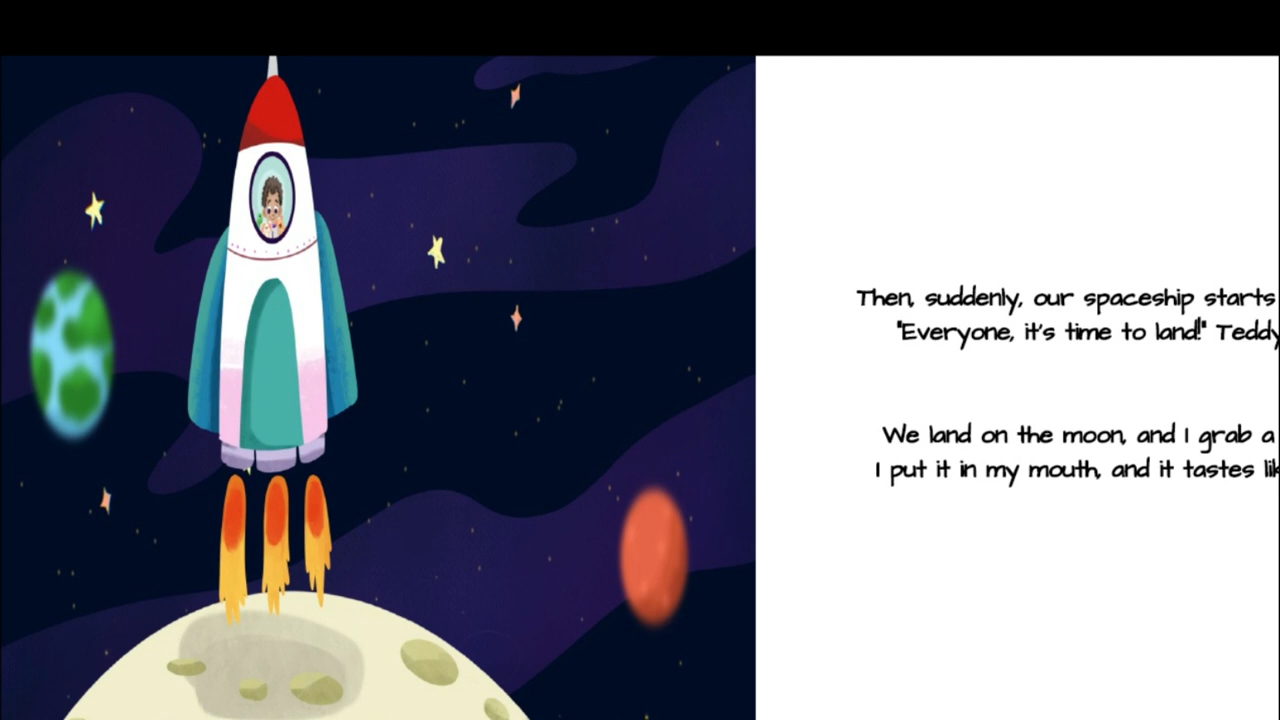 Then, suddenly, our spaceship starts
"Everyone, it's time to land!" Teddy
We land on the moon, and I grab a
I put it in my mouth, and it tastes